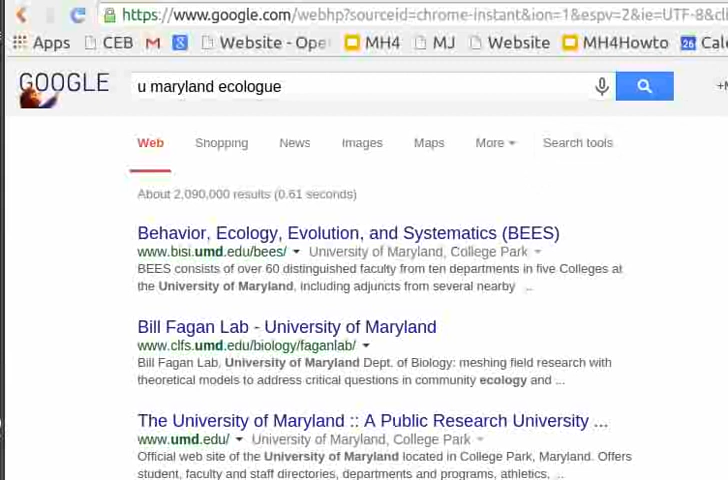 https://www.google.com/webhp?sourceid=chrome-instant&ion=1&espv=2&ie=UTF-8&cl
Apps CEB Website - Ope MH4 MJ Website MH4Howto 26 Cale
GOOGLE u maryland ecologue +M
Web Shopping News Images Maps More Search tools
About 2,090,000 results (0.61 seconds)
Behavior, Ecology, Evolution, and Systematics (BEES)
www.bisi.umd.edu/bees/ University of Maryland, College Park
BEES consists of over 60 distinguished faculty from ten departments in five Colleges at
the University of Maryland, including adjuncts from several nearby ...
Bill Fagan Lab - University of Maryland
www.clfs.umd.edu/biology/faganlab/
Bill Fagan Lab, University of Maryland Dept. of Biology: meshing field research with
theoretical models to address critical questions in community ecology and ...
The University of Maryland :: A Public Research University ...
www.umd.edu/ University of Maryland, College Park
Official web site of the University of Maryland located in College Park, Maryland. Offers
student, faculty and staff directories, departments and programs, athletics, ...